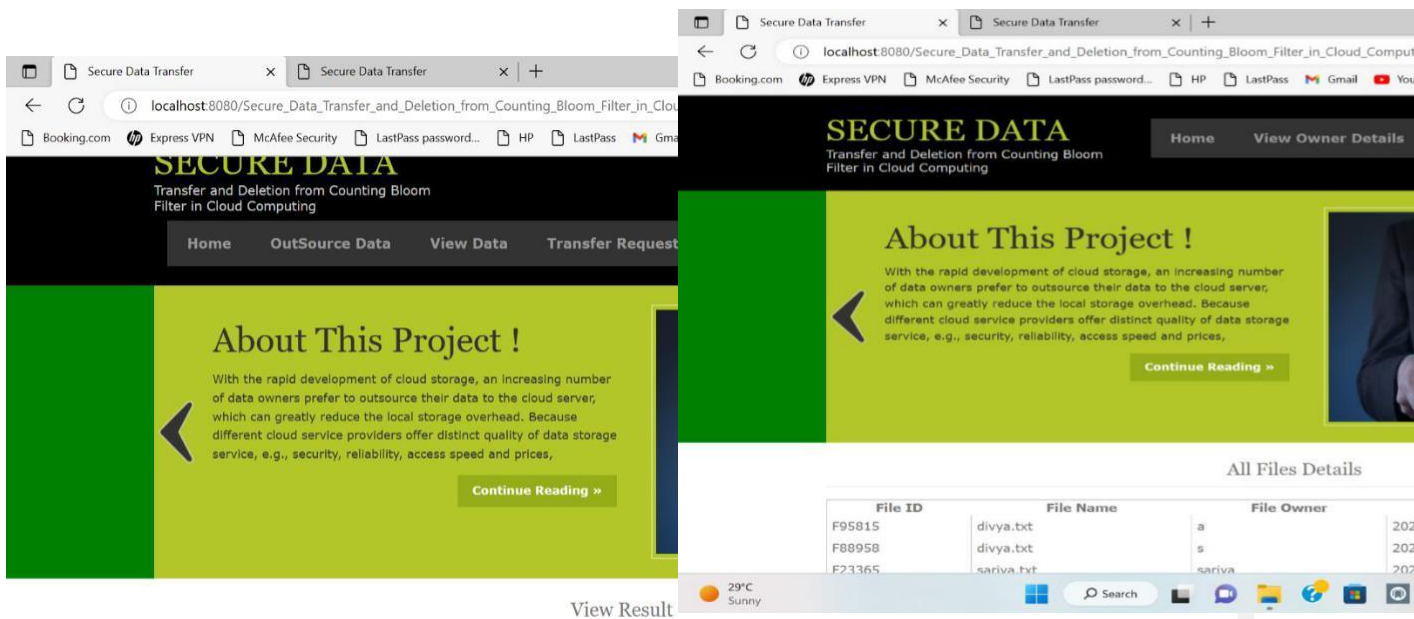 Secure Data Transfer
Secure Data Transfer
localhost:8080/Secure_Data_Transfer_and_Deletion_from_Counting_Bloom_Filter_in_Clou
Booking.com Express VPN McAfee Security LastPass password... HP LastPass Gma
SECURE DATA
Transfer and Deletion from Counting Bloom
Filter in Cloud Computing
Home OutSource Data View Data Transfer Request
About This Project !
With the rapid development of cloud storage, an increasing number
of data owners prefer to outsource their data to the cloud server,
which can greatly reduce the local storage overhead. Because
different cloud service providers offer distinct quality of data storage
service, e.g., security, reliability, access speed and prices,
Continue Reading »
View Result
Secure Data Transfer
Secure Data Transfer
localhost:8080/Secure_Data_Transfer_and_Deletion_from_Counting_Bloom_Filter_in_Cloud_Comput
Booking.com Express VPN McAfee Security LastPass password... HP LastPass Gmail You
SECURE DATA
Transfer and Deletion from Counting Bloom
Filter in Cloud Computing
Home View Owner Details
About This Project !
With the rapid development of cloud storage, an increasing number
of data owners prefer to outsource their data to the cloud server,
which can greatly reduce the local storage overhead. Because
different cloud service providers offer distinct quality of data storage
service, e.g., security, reliability, access speed and prices,
Continue Reading »
All Files Details
File ID File Name File Owner
F95815 divya.txt a 202
F88958 divya.txt s 202
F23365 sariya.txt sariya 202
29°C
Sunny
Search